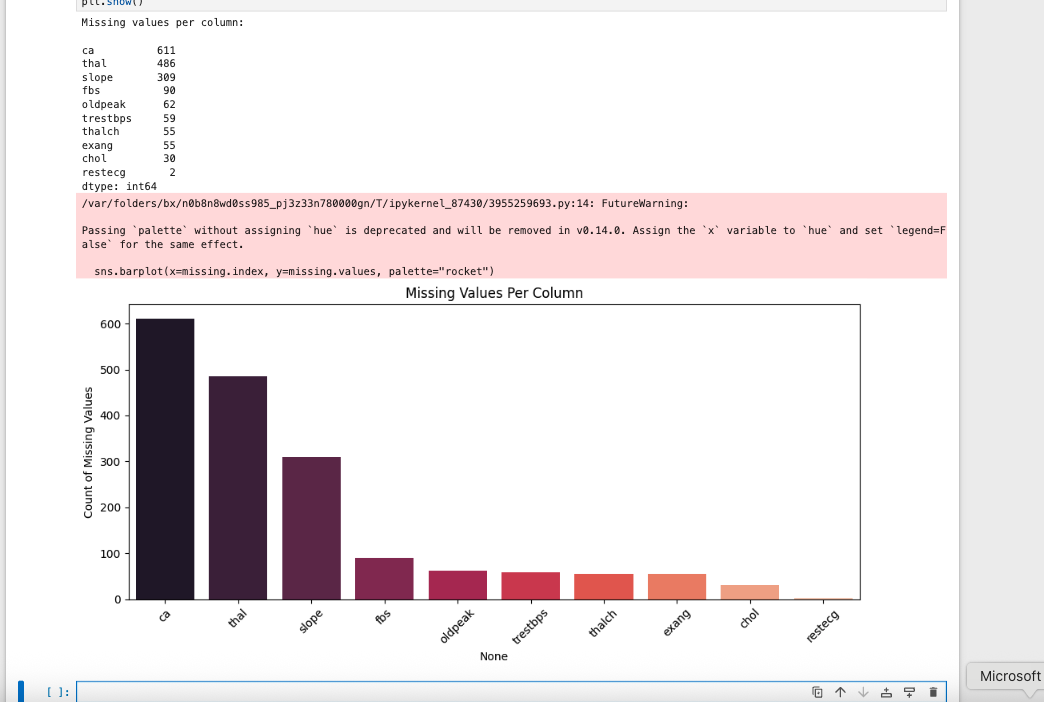 plt.show()
Missing values per column:
ca 611
thal 486
slope 309
fbs 90
oldpeak 62
trestbps 59
thalch 55
exang 55
chol 30
restecg 2
dtype: int64
/var/folders/bx/n0b8n8wd0ss985_pj3z33n780000gn/T/ipykernel_87430/3955259693.py:14: FutureWarning:
Passing `palette` without assigning `hue` is deprecated and will be removed in v0.14.0. Assign the `x` variable to `hue` and set `legend=F
alse` for the same effect.
sns.barplot(x=missing.index, y=missing.values, palette="rocket")
Missing Values Per Column
600
500
400
300
200
100
0
Count of Missing Values
ca
thal
slope
fbs
oldpeak
trestbps
thalch
exang
chol
restecg
None
[ ]:
Microsoft